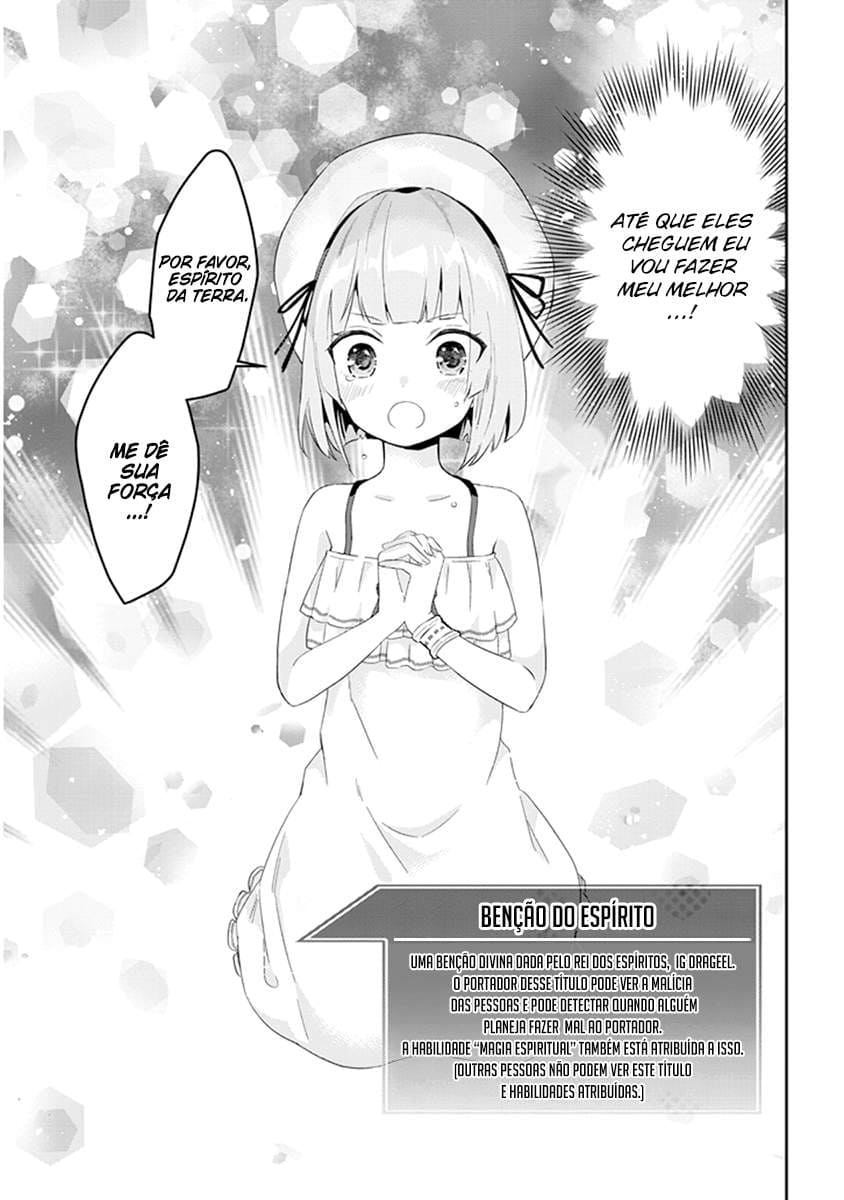 ATÉ QUE ELES
CHEGUEM EU
VOU FAZER
MEU MELHOR
...!
POR FAVOR,
ESPÍRITO
DA TERRA.
ME DÊ
SUA
FORÇA
...!
BENÇÃO DO ESPÍRITO
UMA BENÇÃO DIVINA DADA PELO REI DOS ESPÍRITOS, IG DRAGEEL.
O PORTADOR DESSE TÍTULO PODE VER A MALÍCIA
DAS PESSOAS E PODE DETECTAR QUANDO ALGUÉM
PLANEJA FAZER MAL AO PORTADOR.
A HABILIDADE “MAGIA ESPIRITUAL” TAMBÉM ESTÁ ATRIBUÍDA A ISSO.
(OUTRAS PESSOAS NÃO PODEM VER ESTE TÍTULO
E HABILIDADES ATRIBUÍDAS.)